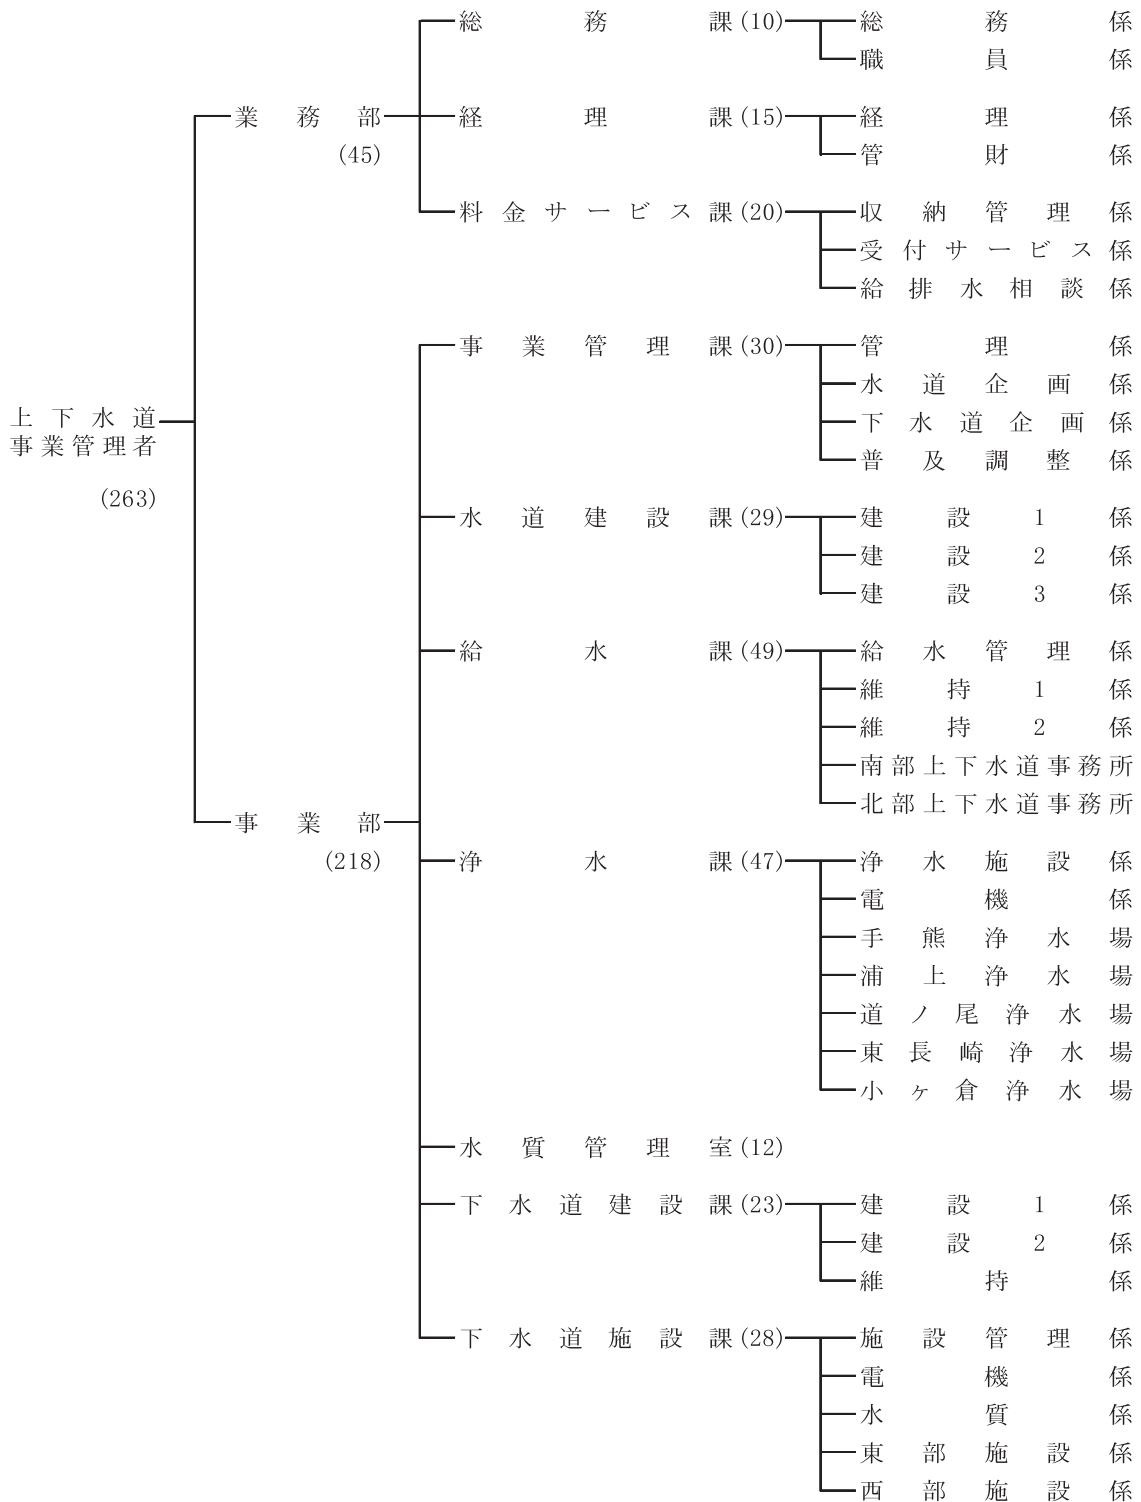 総務課(10) 総務係
職員係
業務部 経理課(15) 経理係
(45) 管財係
料金サービス課(20) 収納管理係
受付サービス係
給排水相談係
事業管理課(30) 管理係
水道企画係
上下水道 下水道企画係
事業管理者 普及調整係
(263)
水道建設課(29) 建設1係
建設2係
建設3係
給水課(49) 給水管理係
維持1係
維持2係
南部上下水道事務所
北部上下水道事務所
事業部
(218) 浄水課(47) 浄水施設係
電機係
手熊浄水場
浦上浄水場
道ノ尾浄水場
東長崎浄水場
小ヶ倉浄水場
水質管理室(12)
下水道建設課(23) 建設1係
建設2係
維持係
下水道施設課(28) 施設管理係
電機係
水質係
東部施設係
西部施設係